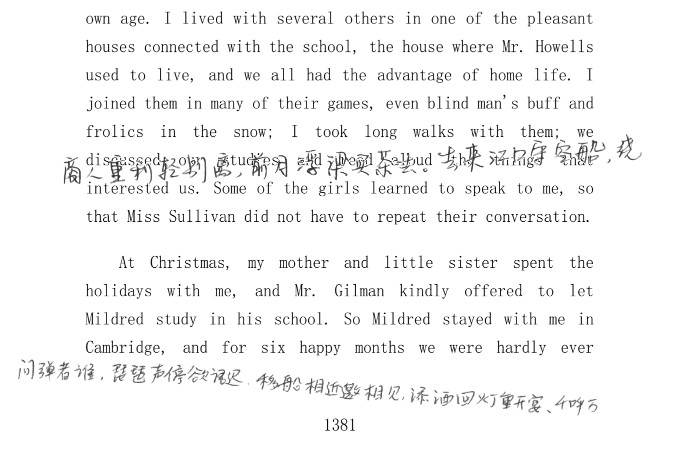 own age. I lived with several others in one of the pleasant
houses connected with the school, the house where Mr. Howells
used to live, and we all had the advantage of home life. I
joined them in many of their games, even blind man's buff and
frolics in the snow; I took long walks with them; we
discussed our studies and read aloud the things that
商人重利轻别离,前月浮梁买茶去。去来江口守空船,绕
interested us. Some of the girls learned to speak to me, so
that Miss Sullivan did not have to repeat their conversation.
At Christmas, my mother and little sister spent the
holidays with me, and Mr. Gilman kindly offered to let
Mildred study in his school. So Mildred stayed with me in
Cambridge, and for six happy months we were hardly ever
问弹者谁,琵琶声停欲语迟.移船相近邀相见,添酒回灯重开宴、千呼万
1381